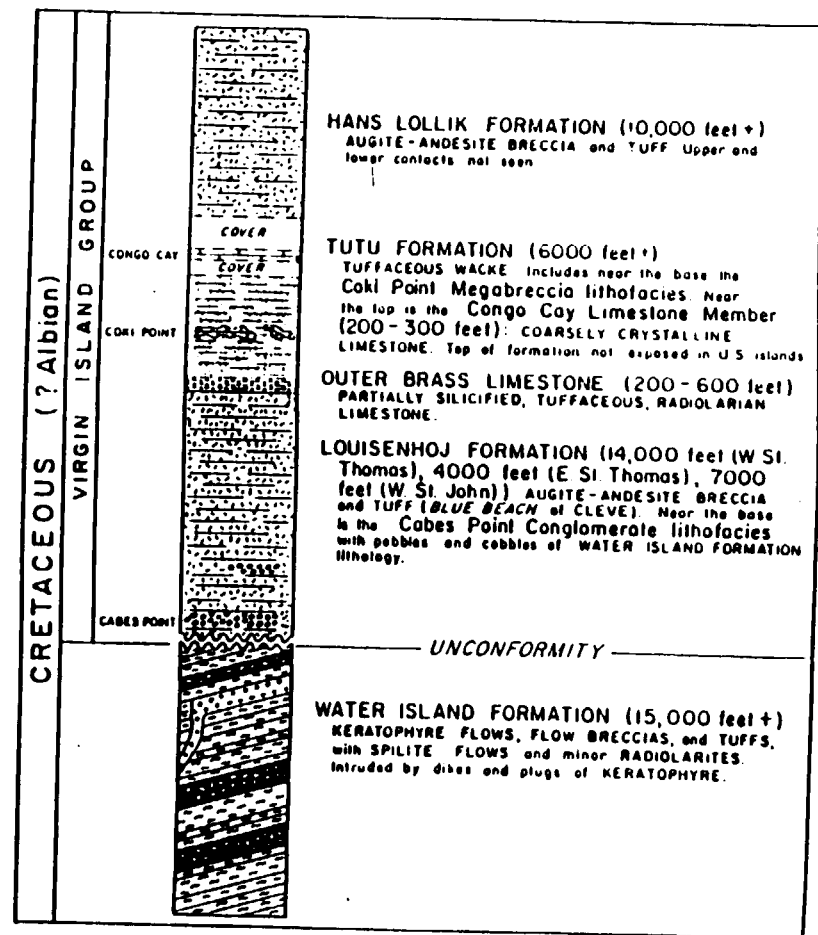 CRETACEOUS (?Albian)
VIRGIN ISLAND GROUP
COVER
CONGO CAY
COVER
COKI POINT
CABES POINT
HANS LOLLIK FORMATION (10,000 feet +)
AUGITE-ANDESITE BRECCIA and TUFF Upper and
lower contacts not seen
TUTU FORMATION (6000 feet +)
TUFFACEOUS WACKE Includes near the base the
Coki Point Megabreccia lithofacies. Near
the top is the Congo Cay Limestone Member
(200-300 feet): COARSELY CRYSTALLINE
LIMESTONE. Top of formation not exposed in U S islands
OUTER BRASS LIMESTONE (200-600 feet)
PARTIALLY SILICIFIED, TUFFACEOUS, RADIOLARIAN
LIMESTONE.
LOUISENHOJ FORMATION (14,000 feet (W St.
Thomas), 4000 feet (E. St. Thomas), 7000
feet (W. St. John)) AUGITE-ANDESITE BRECCIA
and TUFF (BLUE BEACH of CLEVE). Near the base
is the Cabes Point Conglomerate lithofacies
with pebbles and cobbles of WATER ISLAND FORMATION
lithology.
UNCONFORMITY
WATER ISLAND FORMATION (15,000 feet +)
KERATOPHYRE FLOWS, FLOW BRECCIAS, and TUFFS,
with SPILITE FLOWS and minor RADIOLARITES.
Intruded by dikes and plugs of KERATOPHYRE.